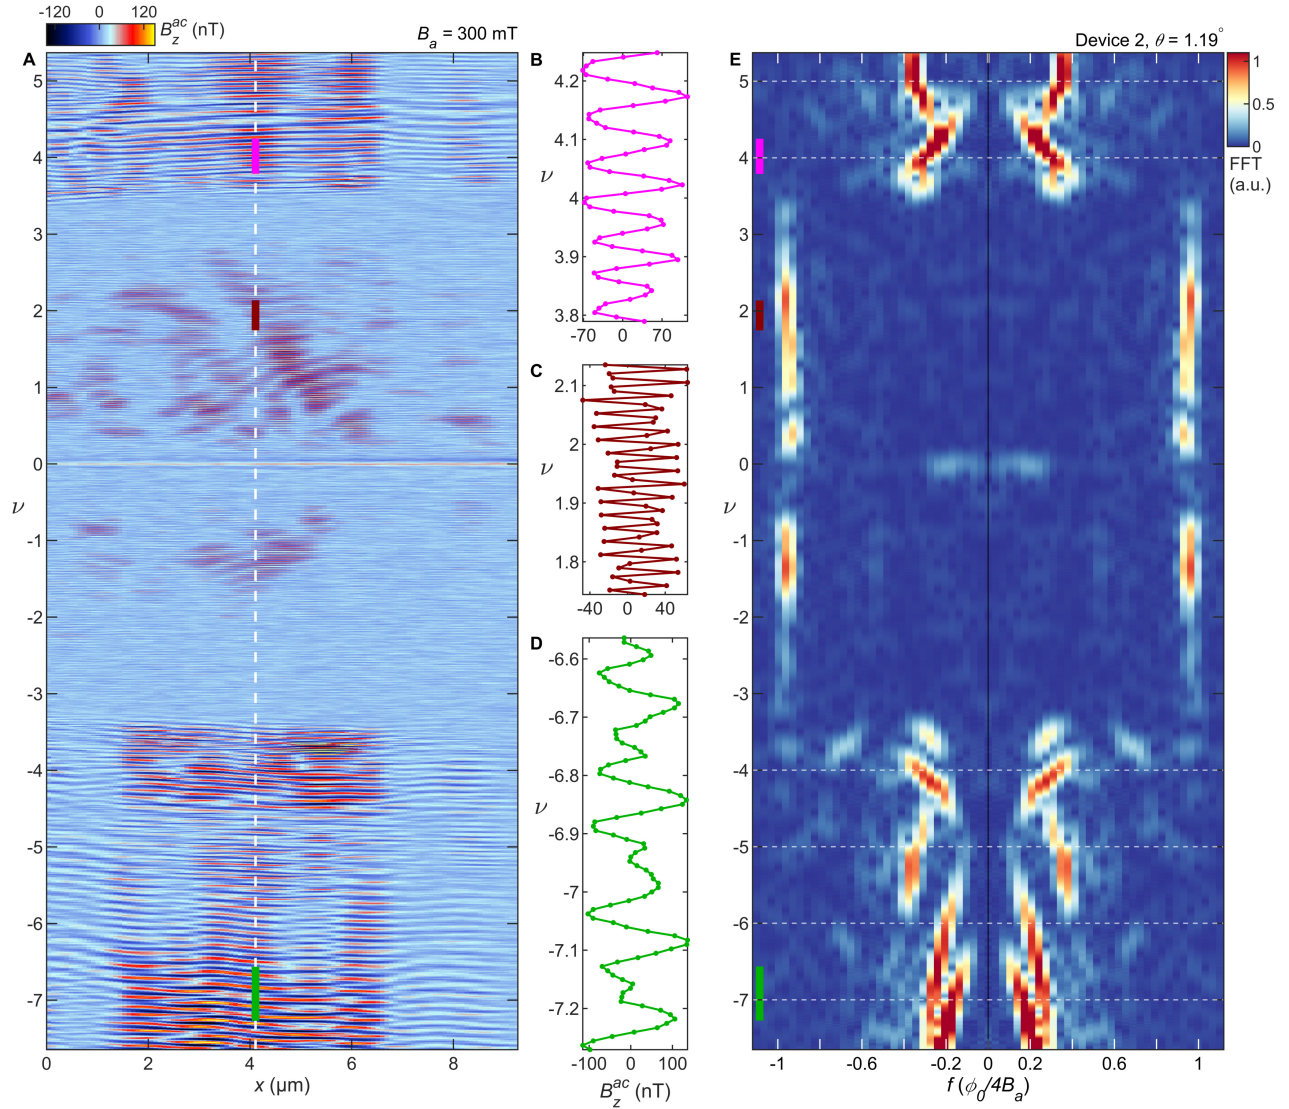 -120 0 120
B_z^ac (nT)
B_a = 300 mT
Device 2, θ = 1.19°
A
5
4
3
2
1
0
-1
-2
-3
-4
-5
-6
-7
ν
0 2 4 6 8
x (μm)
B
4.2
4.1
4
3.9
3.8
ν
-70 0 70
C
2.1
2
1.9
1.8
ν
-40 0 40
D
-6.6
-6.7
-6.8
-6.9
-7
-7.1
-7.2
ν
-100 0 100
B_z^ac (nT)
E
5
4
3
2
1
0
-1
-2
-3
-4
-5
-6
-7
ν
-1 -0.6 -0.2 0 0.2 0.6 1
f (ϕ_0/4B_a)
1
0.5
0
FFT
(a.u.)